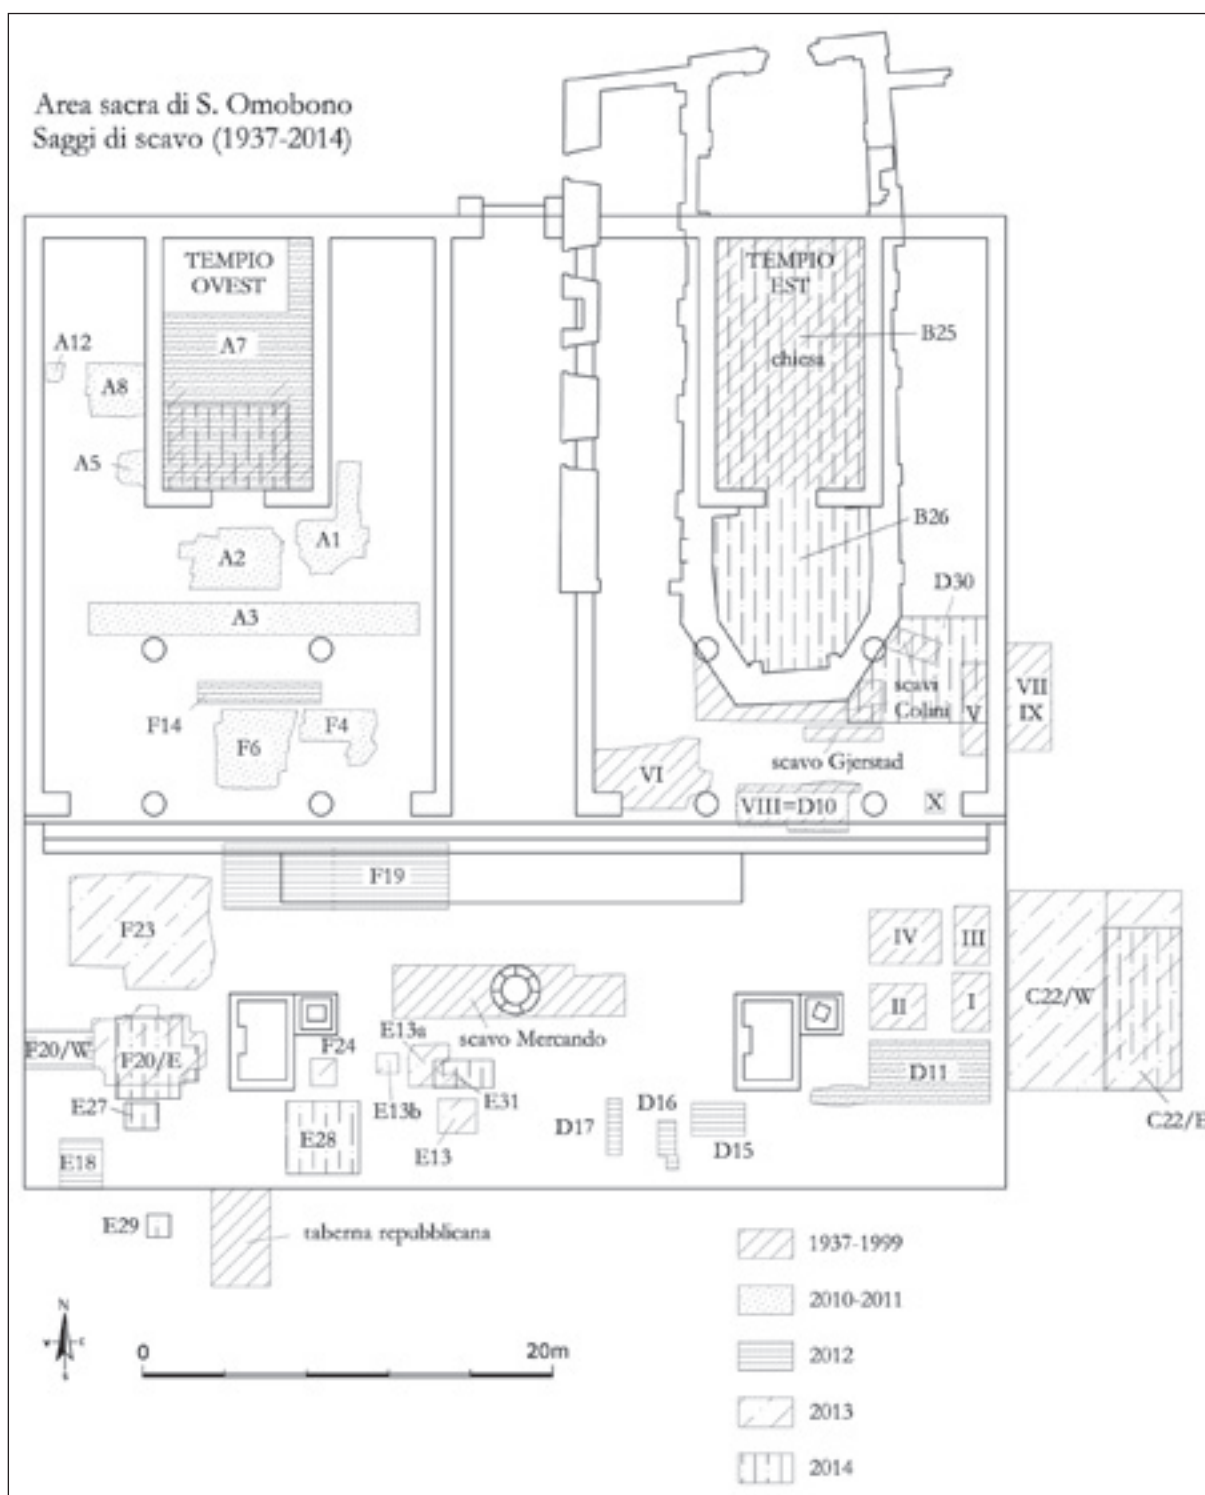 Area sacra di S. Omobono
Saggi di scavo (1937-2014)
TEMPIO
OVEST
TEMPIO
EST
A12
A7
B25
chiesa
A8
A5
B26
A1
A2
D30
A3
scavi
Colini
V
VII
IX
F14
F4
F6
scavo Gjerstad
VI
VIII=D10
X
F19
F23
IV
III
C22/W
II
I
scavo Mercando
E13a
F20/W
F20/E
F24
D11
E27
E13b
E31
D16
C22/E
E28
D17
D15
E13
E18
E29
taberna repubblicana
1937-1999
N
2010-2011
0
20m
2012
2013
2014